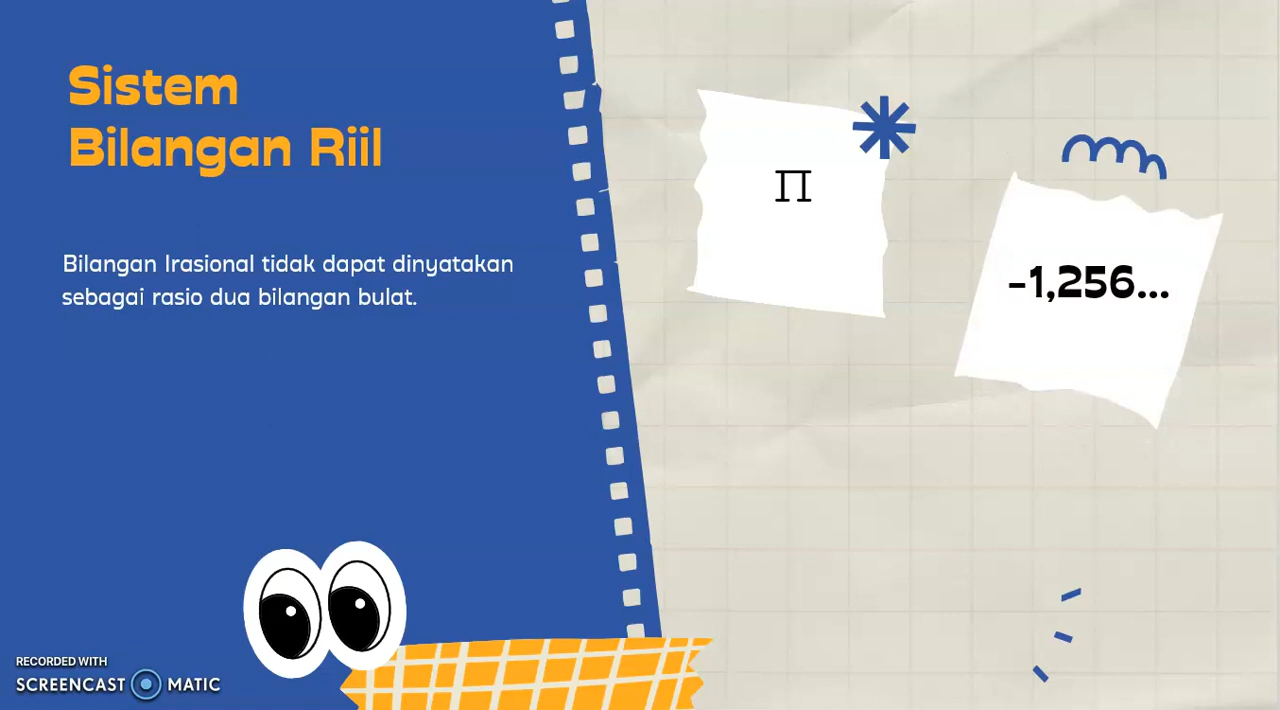 Sistem
Bilangan Riil
Bilangan Irasional tidak dapat dinyatakan
sebagai rasio dua bilangan bulat.
Π
-1,256...
RECORDED WITH
SCREENCAST MATIC